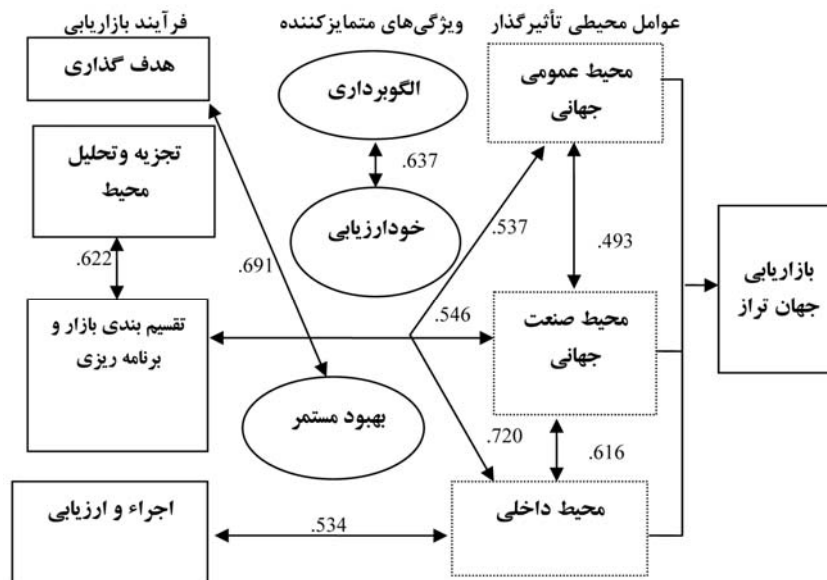 عوامل محیطی تأثیرگذار
ویژگی‌های متمایزکننده
فرآیند بازاریابی
محیط عمومی
جهانی
الگوبرداری
هدف گذاری
تجزیه وتحلیل
محیط
.637
.537
.493
خودارزیابی
.622
.691
بازاریابی
جهان تراز
محیط صنعت
جهانی
.546
تقسیم بندی بازار و
برنامه ریزی
بهبود مستمر
.720
.616
محیط داخلی
.534
اجراء و ارزیابی